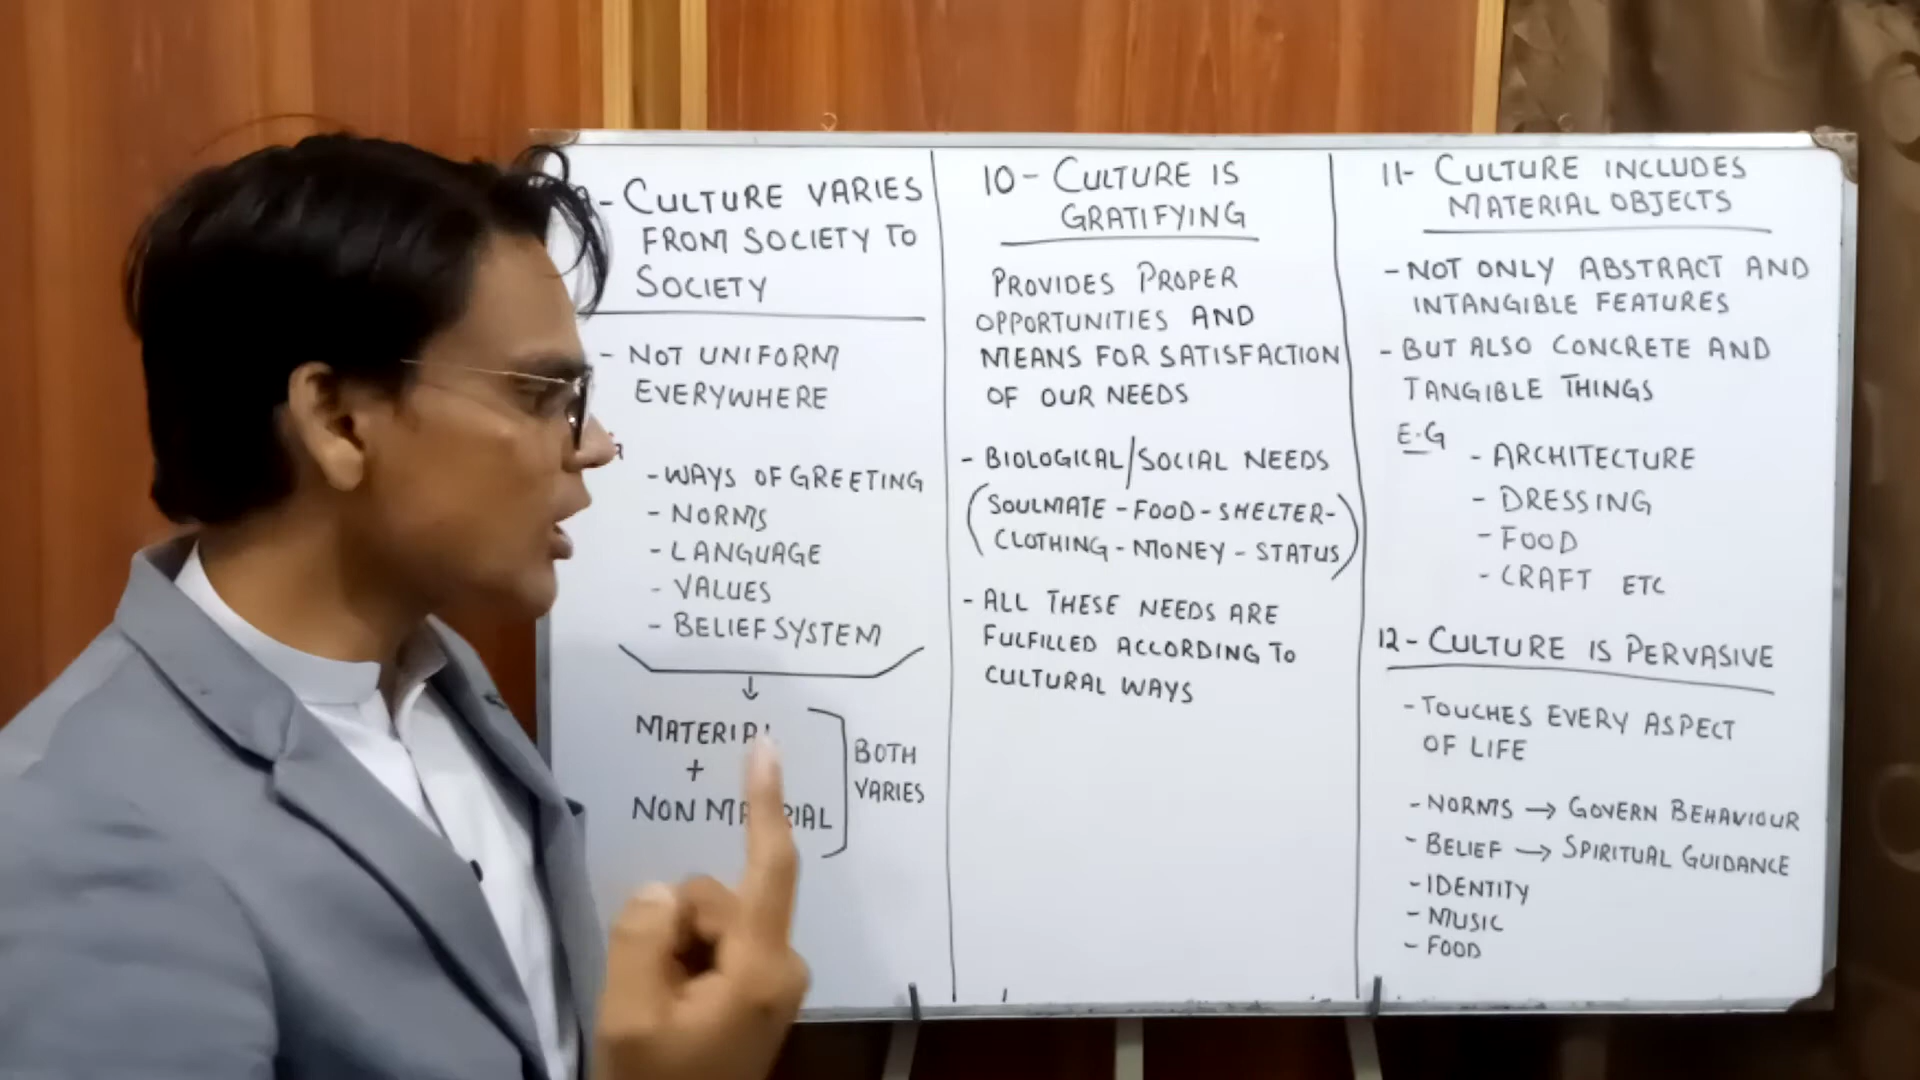 - CULTURE VARIES
FROM SOCIETY TO
SOCIETY
- NOT UNIFORM
EVERYWHERE
- WAYS OF GREETING
- NORMS
- LANGUAGE
- VALUES
- BELIEF SYSTEM
↓
MATERIAL
+
NON MATERIAL
BOTH
VARIES
10 - CULTURE IS
GRATIFYING
PROVIDES PROPER
OPPORTUNITIES AND
MEANS FOR SATISFACTION
OF OUR NEEDS
- BIOLOGICAL/SOCIAL NEEDS
(SOULMATE - FOOD - SHELTER -
CLOTHING - MONEY - STATUS)
- ALL THESE NEEDS ARE
FULFILLED ACCORDING TO
CULTURAL WAYS
11- CULTURE INCLUDES
MATERIAL OBJECTS
- NOT ONLY ABSTRACT AND
INTANGIBLE FEATURES
- BUT ALSO CONCRETE AND
TANGIBLE THINGS
E.G
- ARCHITECTURE
- DRESSING
- FOOD
- CRAFT ETC
12 - CULTURE IS PERVASIVE
- TOUCHES EVERY ASPECT
OF LIFE
- NORMS → GOVERN BEHAVIOUR
- BELIEF → SPIRITUAL GUIDANCE
- IDENTITY
- MUSIC
- FOOD